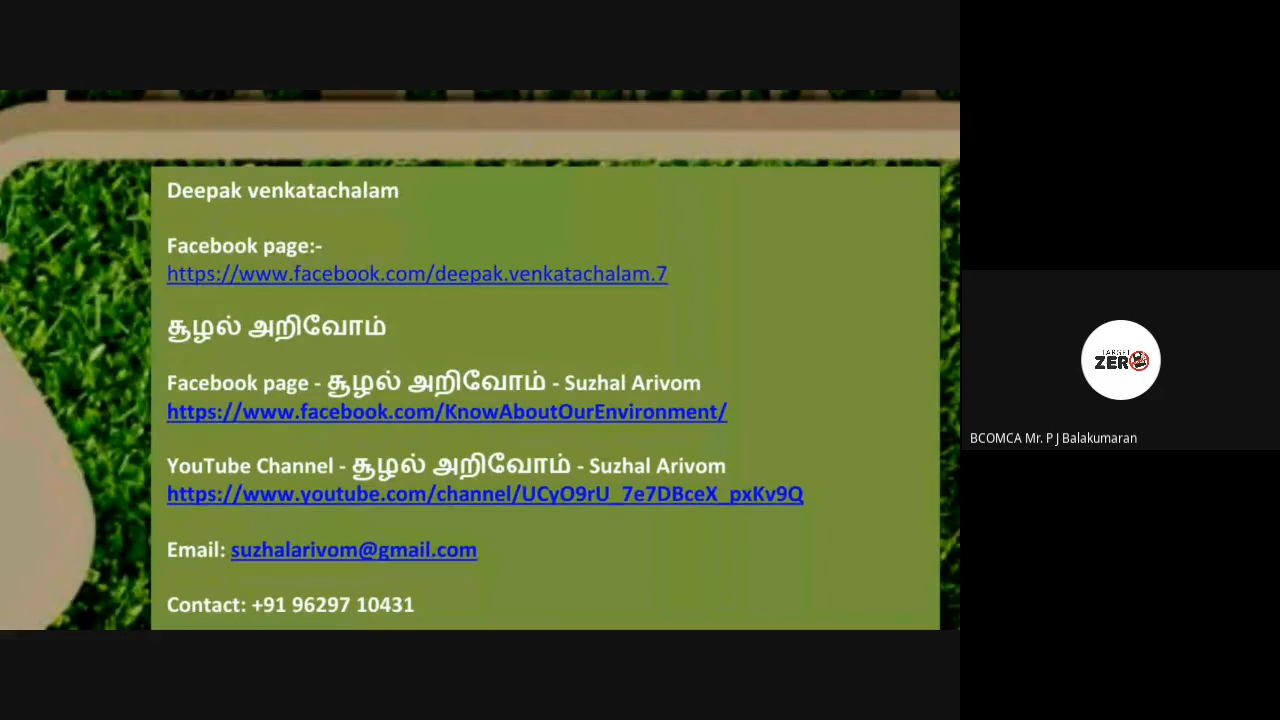 Deepak venkatachalam
Facebook page:-
https://www.facebook.com/deepak.venkatachalam.7
சூழல் அறிவோம்
Facebook page - சூழல் அறிவோம் - Suzhal Arivom
https://www.facebook.com/KnowAboutOurEnvironment/
YouTube Channel - சூழல் அறிவோம் - Suzhal Arivom
https://www.youtube.com/channel/UCyO9rU_7e7DBceX_pxKv9Q
Email: suzhalarivom@gmail.com
Contact: +91 96297 10431
TARGET
ZERO
BCOMCA Mr. P J Balakumaran